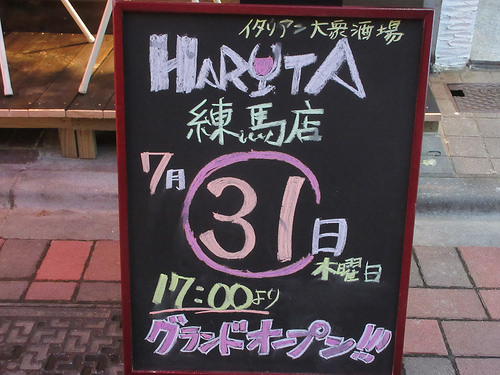 イタリアン大衆酒場
HARUTA
練馬店
7月
31日
木曜日
17:00より
グランドオープン!!!